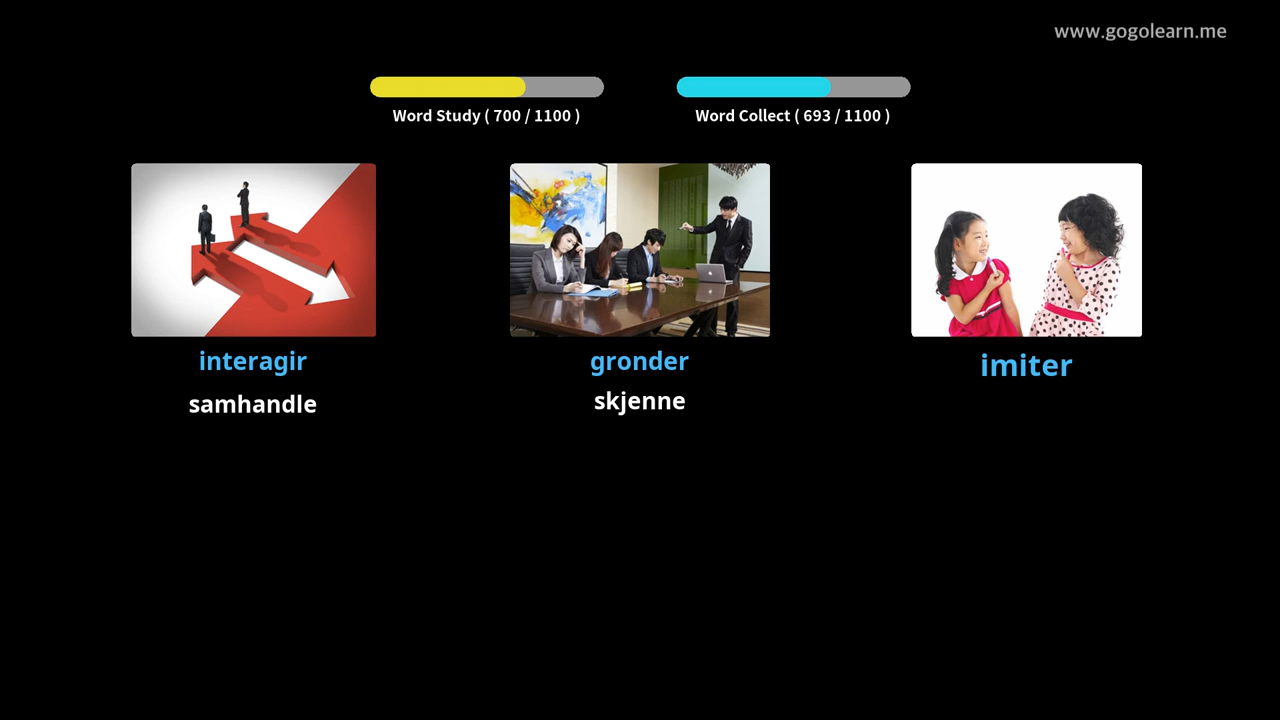 www.gogolearn.me
Word Study ( 700 / 1100 )
Word Collect ( 693 / 1100 )
interagir
samhandle
gronder
skjenne
imiter